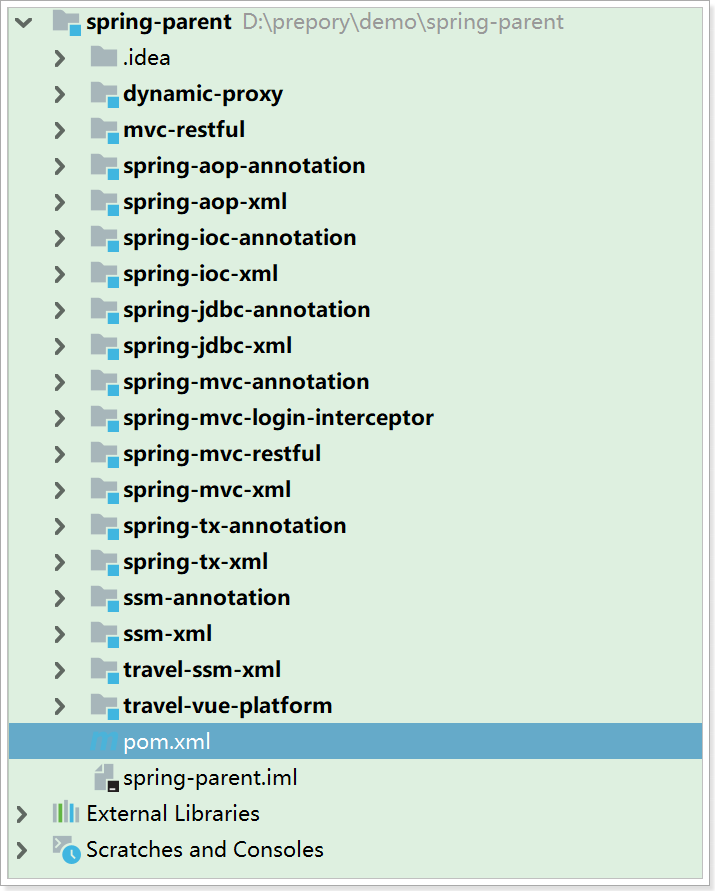 spring-parent D:\prepory\demo\spring-parent
.idea
dynamic-proxy
mvc-restful
spring-aop-annotation
spring-aop-xml
spring-ioc-annotation
spring-ioc-xml
spring-jdbc-annotation
spring-jdbc-xml
spring-mvc-annotation
spring-mvc-login-interceptor
spring-mvc-restful
spring-mvc-xml
spring-tx-annotation
spring-tx-xml
ssm-annotation
ssm-xml
travel-ssm-xml
travel-vue-platform
pom.xml
spring-parent.iml
External Libraries
Scratches and Consoles